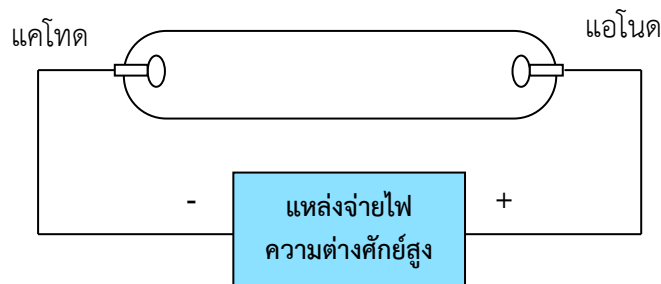 แคโทด
แอโนด
-
+
แหล่งจ่ายไฟ
ความต่างศักย์สูง